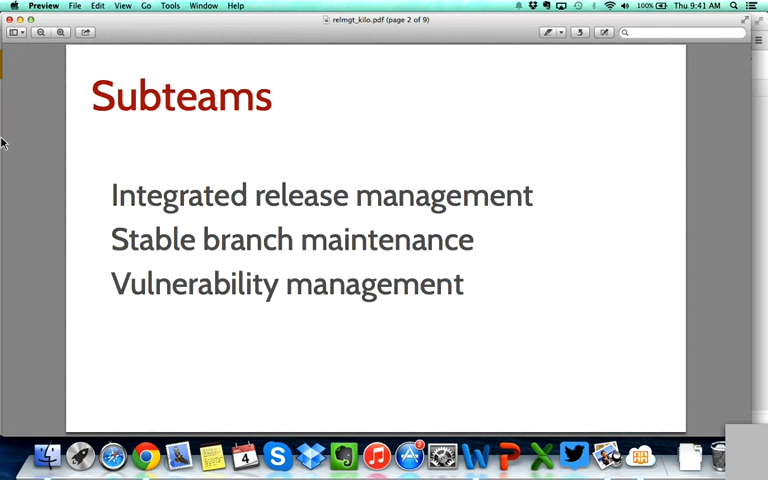 Preview File Edit View Go Tools Window Help
100% Thu 9:41 AM
relmgt_kilo.pdf (page 2 of 9)
Subteams
Integrated release management
Stable branch maintenance
Vulnerability management
4
2